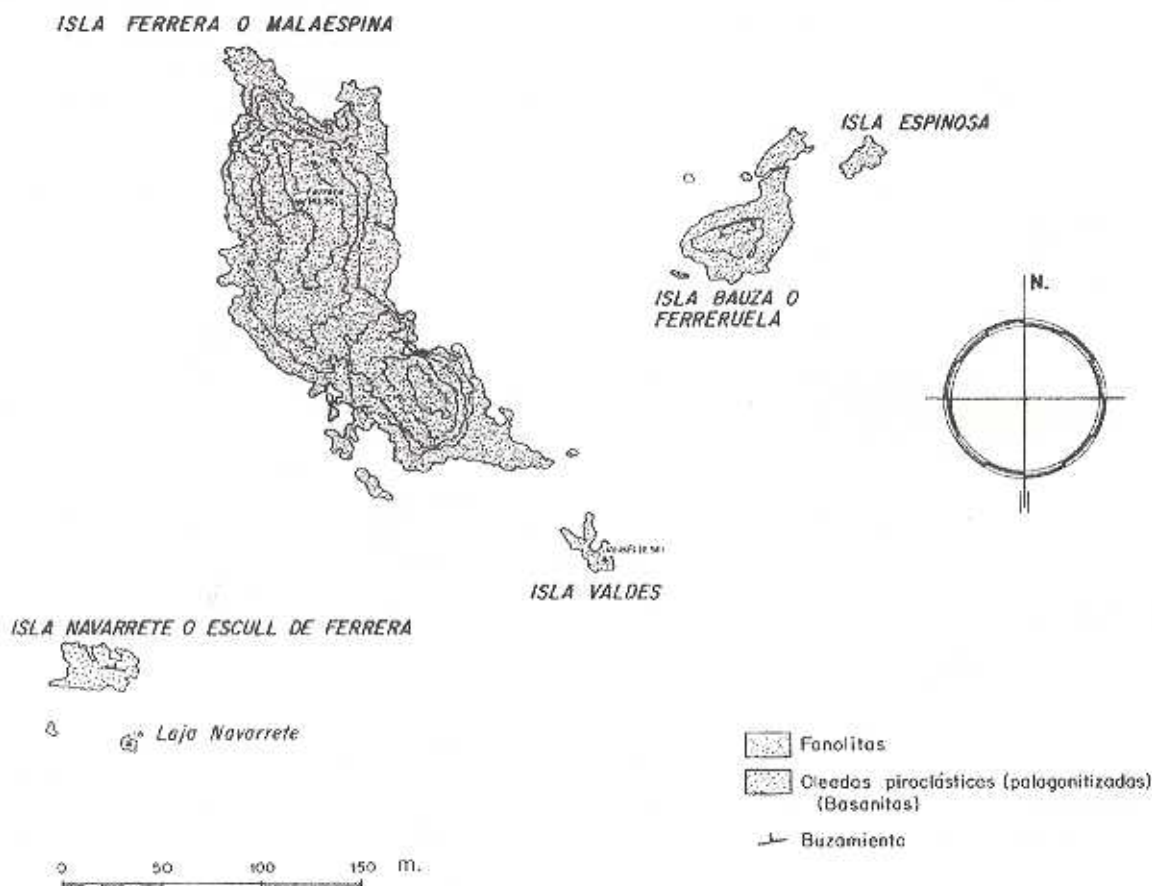 ISLA FERRERA O MALAESPINA
ISLA ESPINOSA
ISLA BAUZA O
FERRERUELA
N.
ISLA VALDES
ISLA NAVARRETE O ESCULL DE FERRERA
Laja Navarrete
Fonolitas
Oleadas piroclásticas (palagonitizadas)
(Basanitas)
Buzamiento
0 50 100 150 m.